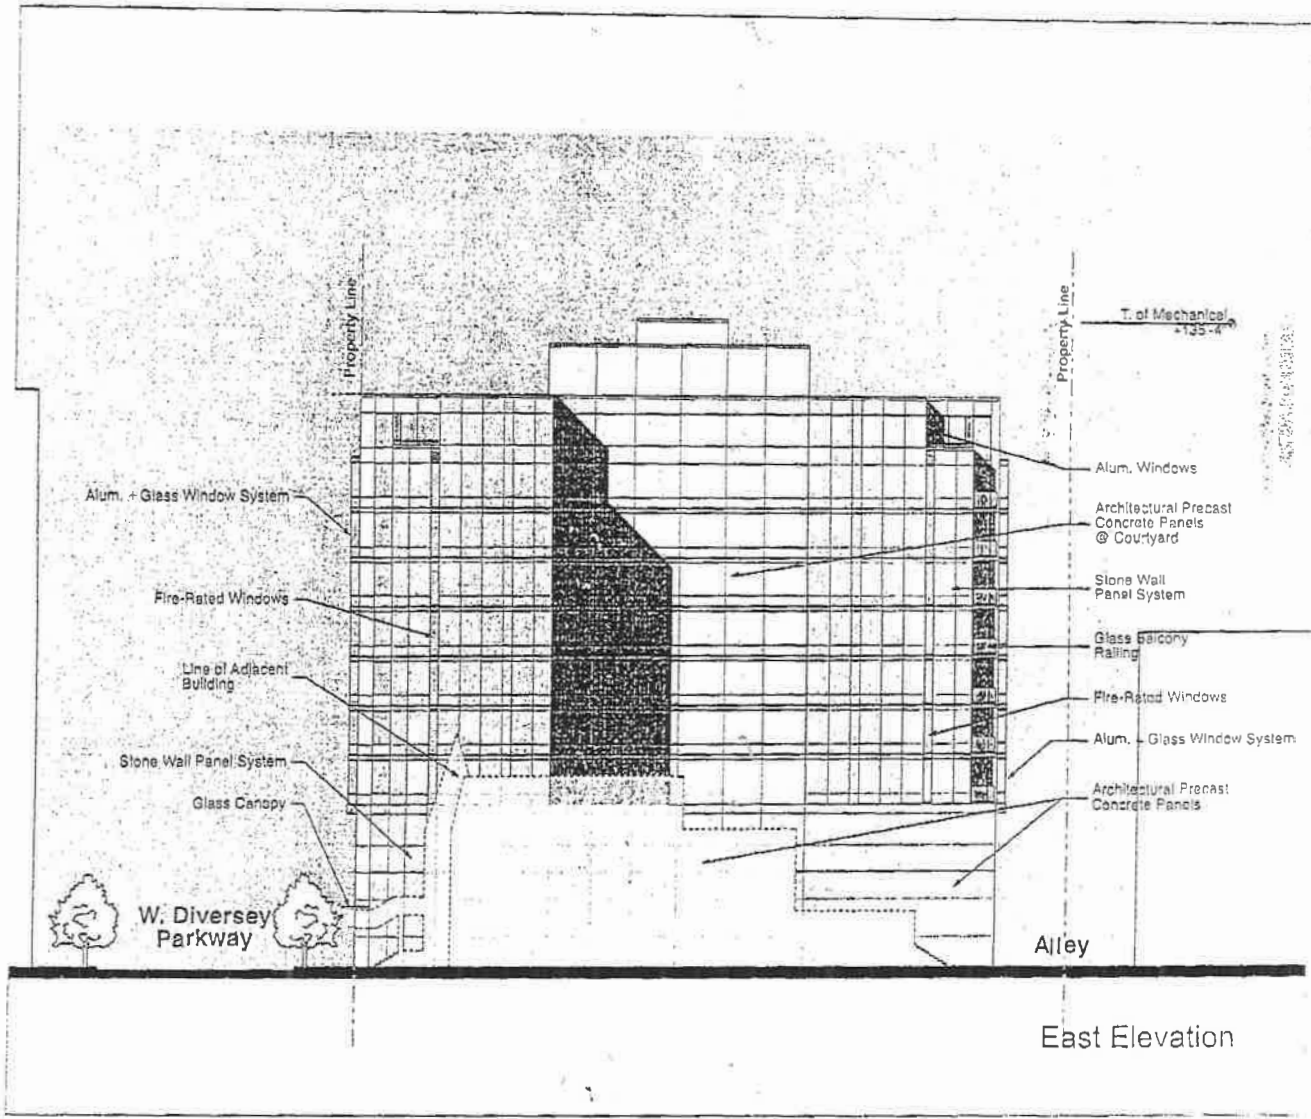 Property Line
Property Line
T. of Mechanical
+135'-4"
Alum. + Glass Window System
Fire-Rated Windows
Line of Adjacent
Building
Stone Wall Panel System
Glass Canopy
Alum. Windows
Architectural Precast
Concrete Panels
@ Courtyard
Stone Wall
Panel System
Glass Balcony
Railing
Fire-Rated Windows
Alum. + Glass Window System
Architectural Precast
Concrete Panels
W. Diversey
Parkway
Alley
East Elevation